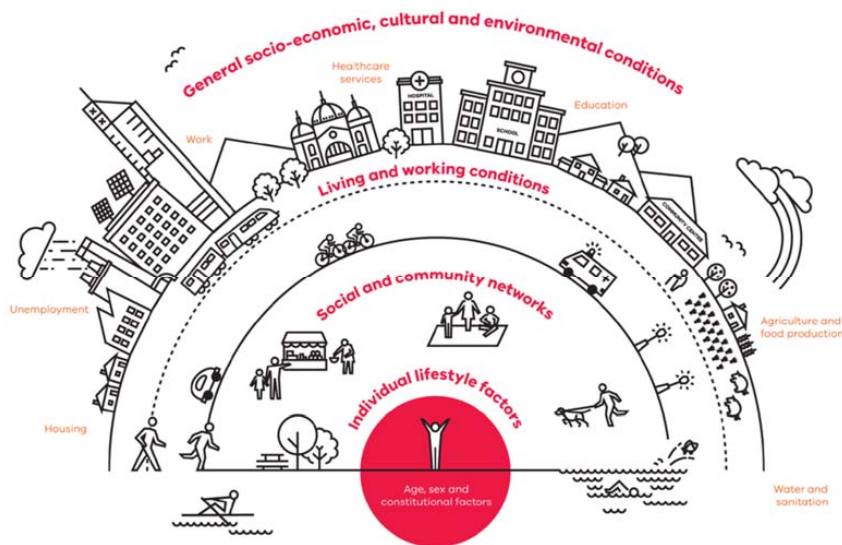 General socio-economic, cultural and environmental conditions
Healthcare
services
HOSPITAL
Education
Work
SCHOOL
Living and working conditions
COMMUNITY CENTRE
Social and community networks
Unemployment
Agriculture and
food production
Individual lifestyle factors
Housing
Age, sex and
constitutional factors
Water and
sanitation